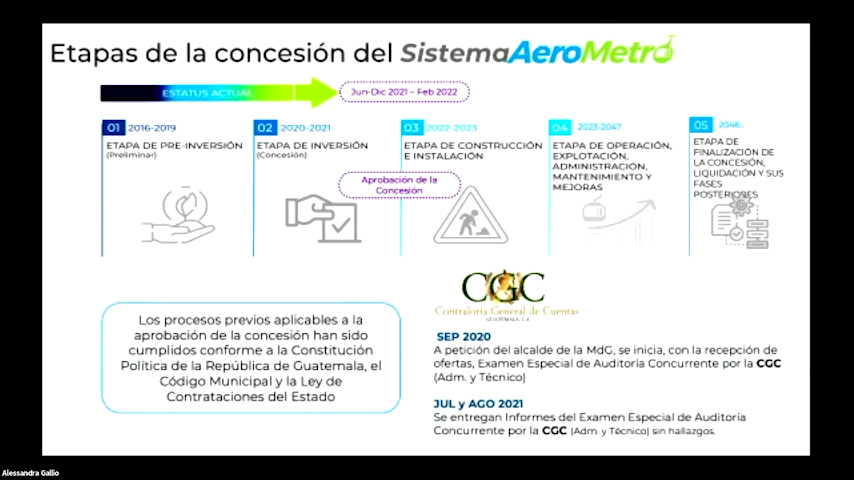 Etapas de la concesión del SistemaAeroMetro
ESTATUS ACTUAL
Jun-Dic 2021 – Feb 2022
01 2016-2019
ETAPA DE PRE-INVERSIÓN
(Preliminar)
02 2020-2021
ETAPA DE INVERSIÓN
(Concesión)
03 2022-2023
ETAPA DE CONSTRUCCIÓN
E INSTALACIÓN
04 2023-2047
ETAPA DE OPERACIÓN,
EXPLOTACIÓN,
ADMINISTRACIÓN,
MANTENIMIENTO Y
MEJORAS
05 2046...
ETAPA DE
FINALIZACIÓN DE
LA CONCESIÓN,
LIQUIDACIÓN Y SUS
FASES
POSTERIORES
Aprobación de la
Concesión
Los procesos previos aplicables a la
aprobación de la concesión han sido
cumplidos conforme a la Constitución
Política de la República de Guatemala, el
Código Municipal y la Ley de
Contrataciones del Estado
CGC
Contraloría General de Cuentas
GUATEMALA, C.A.
SEP 2020
A petición del alcalde de la MdG, se inicia, con la recepción de
ofertas, Examen Especial de Auditoría Concurrente por la CGC
(Adm. y Técnico)
JUL y AGO 2021
Se entregan Informes del Examen Especial de Auditoría
Concurrente por la CGC (Adm. y Técnico) sin hallazgos.
Alessandra Gallio